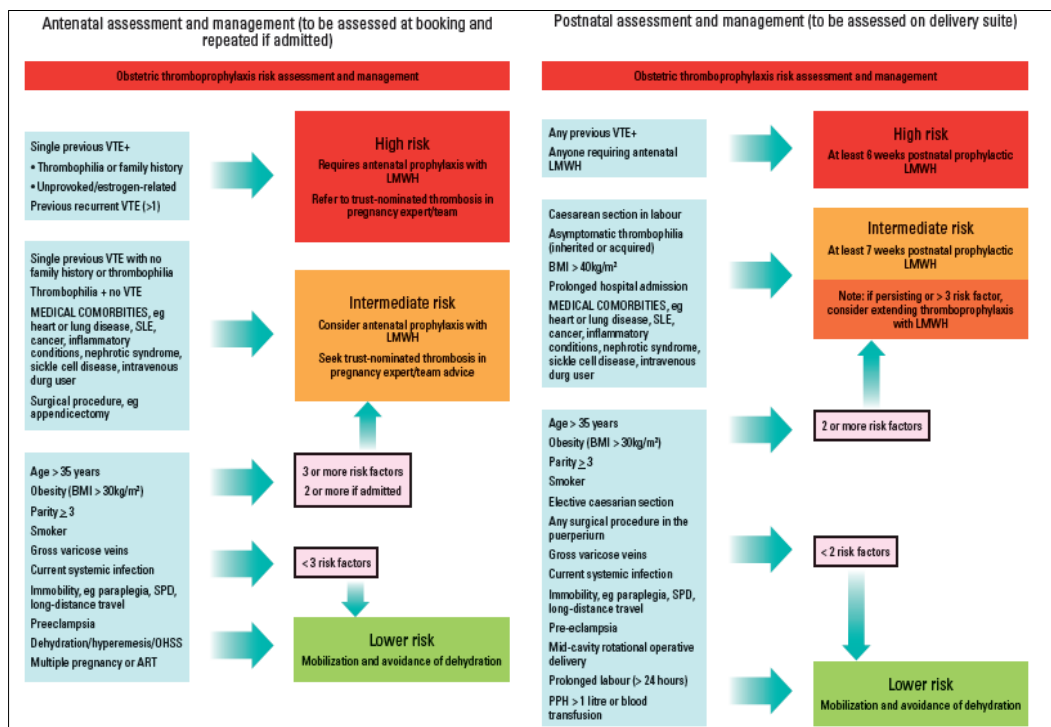 Antenatal assessment and management (to be assessed at booking and
repeated if admitted)
Obstetric thromboprophylaxis risk assessment and management
Single previous VTE+
• Thrombophilia or family history
• Unprovoked/estrogen-related
Previous recurrent VTE (>1)
High risk
Requires antenatal prophylaxis with
LMWH
Refer to trust-nominated thrombosis in
pregnancy expert/team
Single previous VTE with no
family history or thrombophilia
Thrombophilia + no VTE
MEDICAL COMORBITIES, eg
heart or lung disease, SLE,
cancer, inflammatory
conditions, nephrotic syndrome,
sickle cell disease, intravenous
durg user
Surgical procedure, eg
appendicectomy
Intermediate risk
Consider antenatal prophylaxis with
LMWH
Seek trust-nominated thrombosis in
pregnancy expert/team advice
Age > 35 years
Obesity (BMI > 30kg/m²)
Parity ≥ 3
Smoker
Gross varicose veins
Current systemic infection
Immobility, eg paraplegia, SPD,
long-distance travel
Preeclampsia
Dehydration/hyperemesis/OHSS
Multiple pregnancy or ART
3 or more risk factors
2 or more if admitted
< 3 risk factors
Lower risk
Mobilization and avoidance of dehydration
Postnatal assessment and management (to be assessed on delivery suite)
Obstetric thromboprophylaxis risk assessment and management
Any previous VTE+
Anyone requiring antenatal
LMWH
High risk
At least 6 weeks postnatal prophylactic
LMWH
Caesarean section in labour
Asymptomatic thrombophilia
(inherited or acquired)
BMI > 40kg/m²
Prolonged hospital admission
MEDICAL COMORBITIES, eg
heart or lung disease, SLE,
cancer, inflammatory
conditions, nephrotic syndrome,
sickle cell disease, intravenous
durg user
Intermediate risk
At least 7 weeks postnatal prophylactic
LMWH
Note: if persisting or > 3 risk factor,
consider extending thromboprophylaxis
with LMWH
Age > 35 years
Obesity (BMI > 30kg/m²)
Parity ≥ 3
Smoker
Elective caesarian section
Any surgical procedure in the
puerperium
Gross varicose veins
Current systemic infection
Immobility, eg paraplegia, SPD,
long-distance travel
Pre-eclampsia
Mid-cavity rotational operative
delivery
Prolonged labour (> 24 hours)
PPH > 1 litre or blood
transfusion
2 or more risk factors
< 2 risk factors
Lower risk
Mobilization and avoidance of dehydration